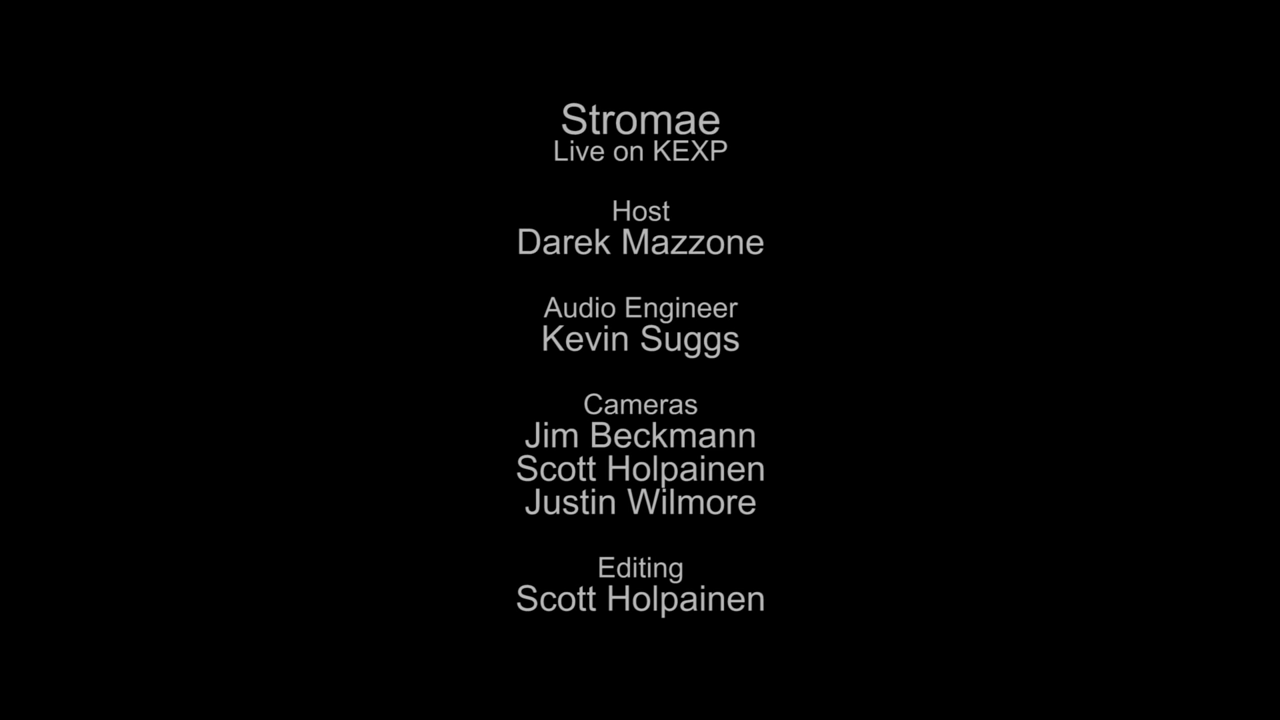 Stromae
Live on KEXP
Host
Darek Mazzone
Audio Engineer
Kevin Suggs
Cameras
Jim Beckmann
Scott Holpainen
Justin Wilmore
Editing
Scott Holpainen